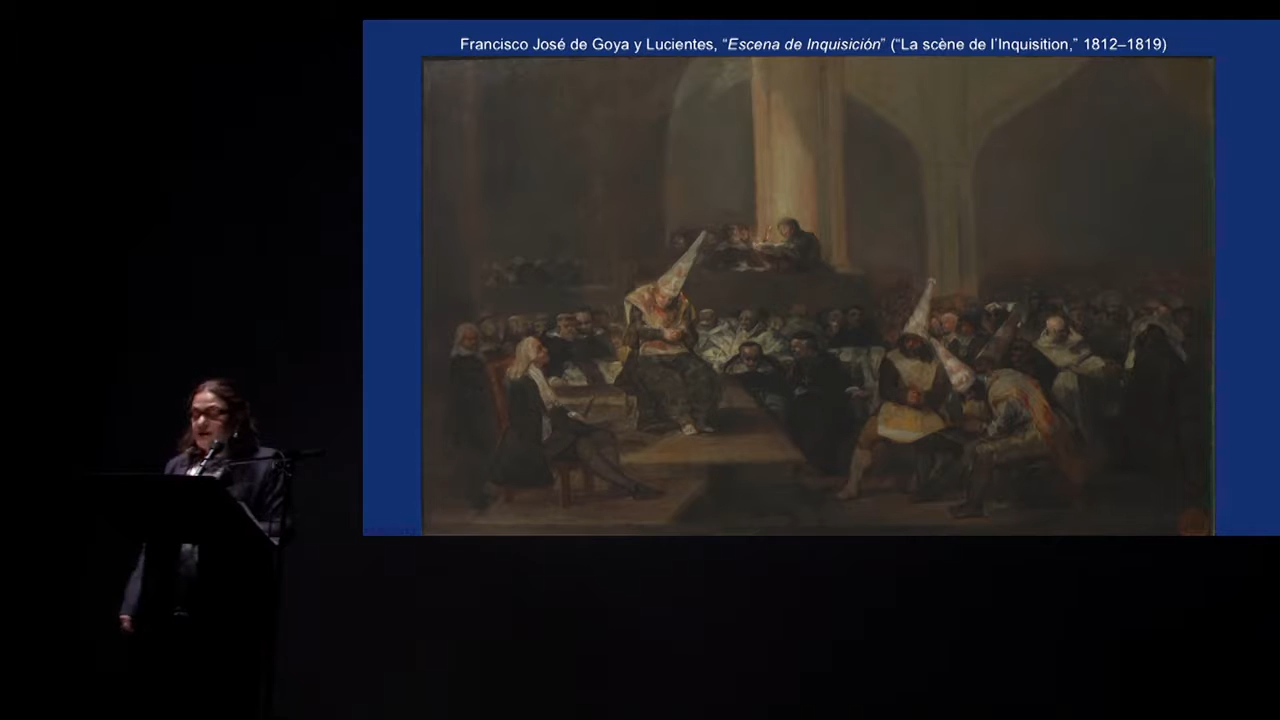 Francisco José de Goya y Lucientes, “Escena de Inquisición” (“La scène de l’Inquisition,” 1812–1819)